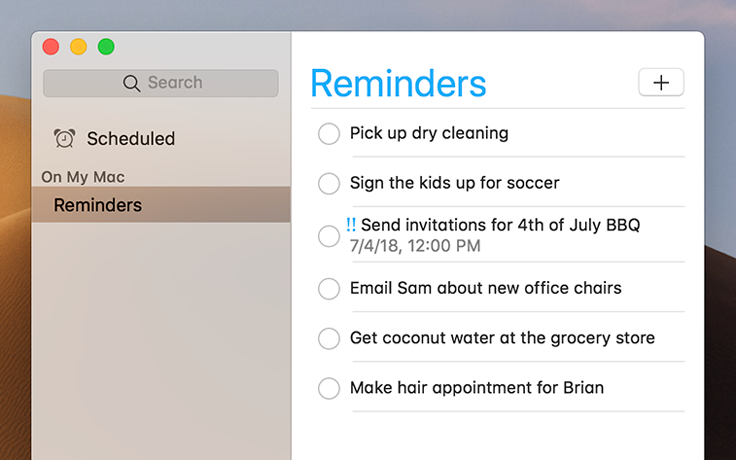 Search
Scheduled
On My Mac
Reminders
Reminders
+
Pick up dry cleaning
Sign the kids up for soccer
!! Send invitations for 4th of July BBQ
7/4/18, 12:00 PM
Email Sam about new office chairs
Get coconut water at the grocery store
Make hair appointment for Brian